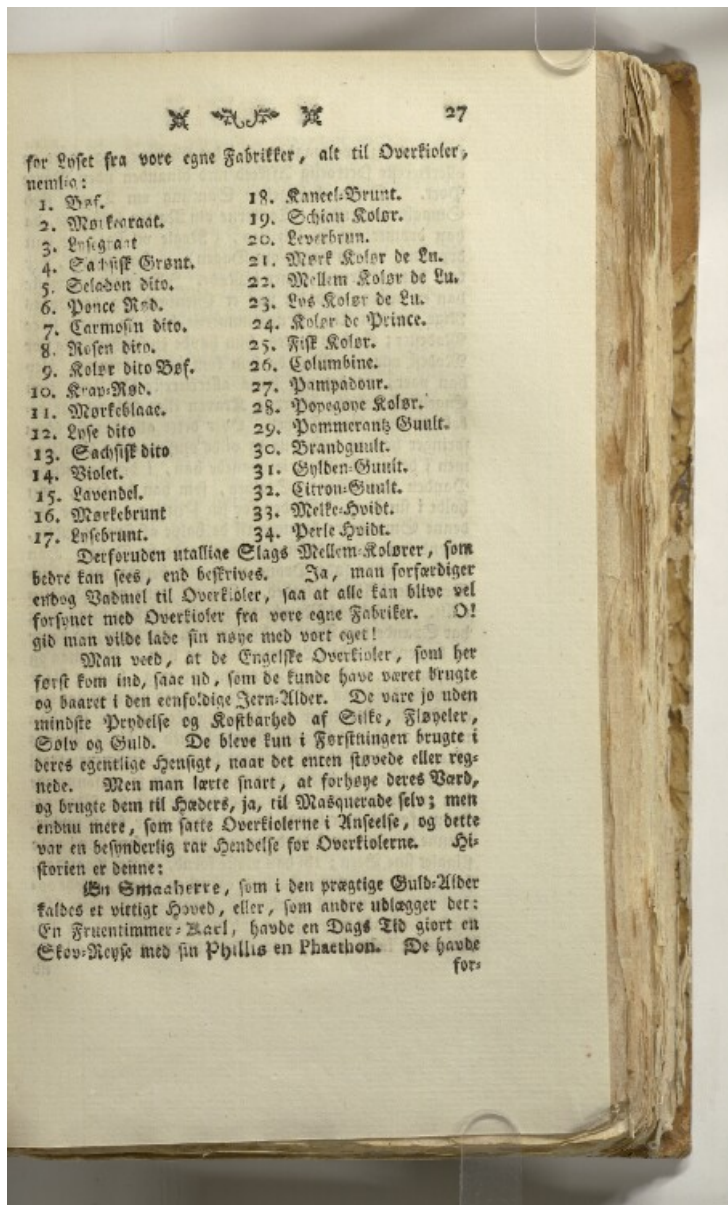 27
for Lyset fra vore egne Fabrikker, alt til Overkioler,
nemlig:
1. Bøf.
2. Mørkegraat.
3. Lysegraat
4. Sachsisk Grønt.
5. Seladon dito.
6. Ponce Rød.
7. Carmosin dito.
8. Rosen dito.
9. Kolør dito Bøf.
10. Krap-Rød.
11. Mørkeblaae.
12. Lyse dito
13. Sachsisk dito
14. Violet.
15. Lavendel.
16. Mørkebrunt
17. Lysebrunt.
18. Kaneel-Brunt.
19. Schiau Kolør.
20. Leverbrun.
21. Mørk Kolør de Lu.
22. Mellem Kolør de Lu.
23. Lys Kolør de Lu.
24. Kolør de Prince.
25. Fisk Kolør.
26. Columbine.
27. Pampadour.
28. Popegoye Kolør.
29. Pommerantz Guult.
30. Brandguult.
31. Gylden-Guult.
32. Citron-Guult.
33. Melke-Hvidt.
34. Perle Hvidt.
Derforuden utallige Slags Mellem-Kolører, som
bedre kan sees, end beskrives. Ja, man forfærdiger
endog Vadmel til Overkioler, saa at alle kan blive vel
forsynet med Overkioler fra vore egne Fabriker. O!
gid man vilde lade sin nøye med vort eget!
Man veed, at de Engelske Overkioler, som her
først kom ind, saae ud, som de kunde have været brugte
og baaret i den eenfoldige Jern-Alder. De vare jo uden
mindste Prydelse og Kostbarhed af Silke, Fløyeler,
Sølv og Guld. De bleve kun i Førstningen brugte i
deres egentlige Hensigt, naar det enten støvede eller reg-
nede. Men man lærte snart, at forhøye deres Værd,
og brugte dem til Hæders, ja, til Masquerade selv; men
endnu mere, som satte Overkiolerne i Anseelse, og dette
var en besynderlig rar Hendelse for Overkiolerne. Hi-
storien er denne:
En Smaaherre, som i den prægtige Guld-Alder
kaldes et vittigt Hoved, eller, som andre udlægger det:
En Fruentimmer-Karl, havde en Dags Tid giort en
Skov-Reyse med sin Phillis en Phaethon. De havde
for-